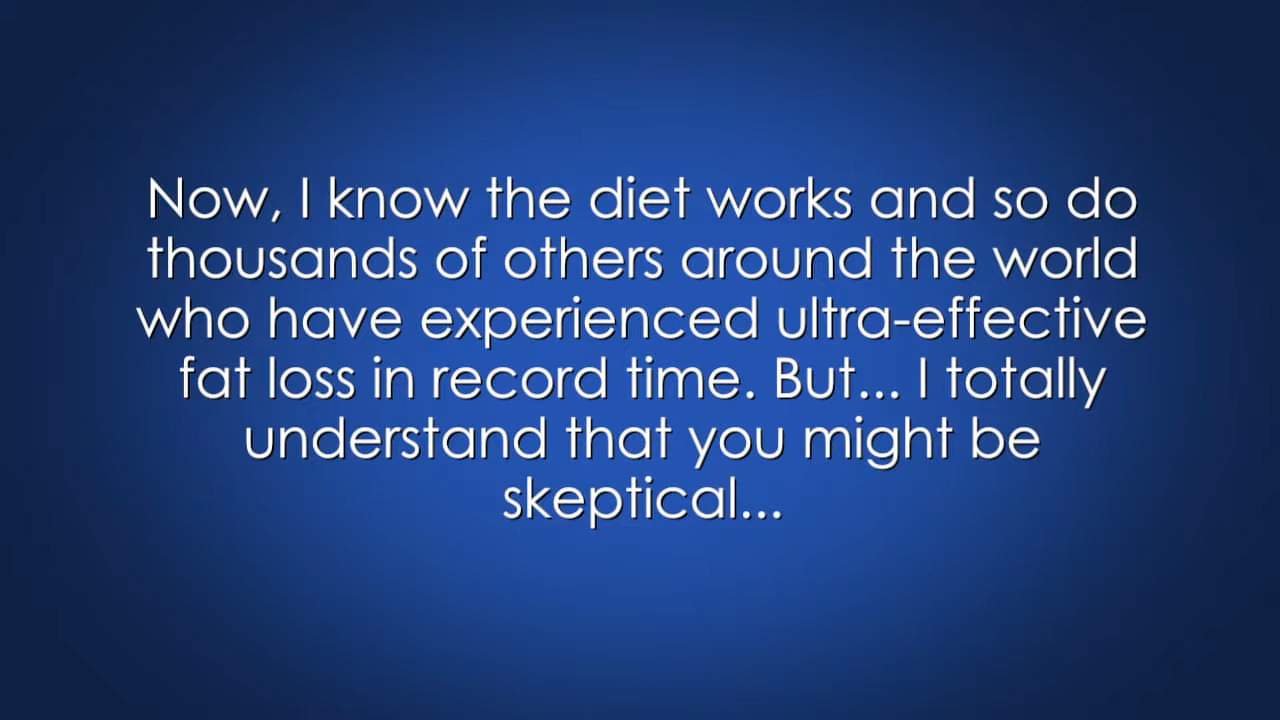 Now, I know the diet works and so do
thousands of others around the world
who have experienced ultra-effective
fat loss in record time. But... I totally
understand that you might be
skeptical...